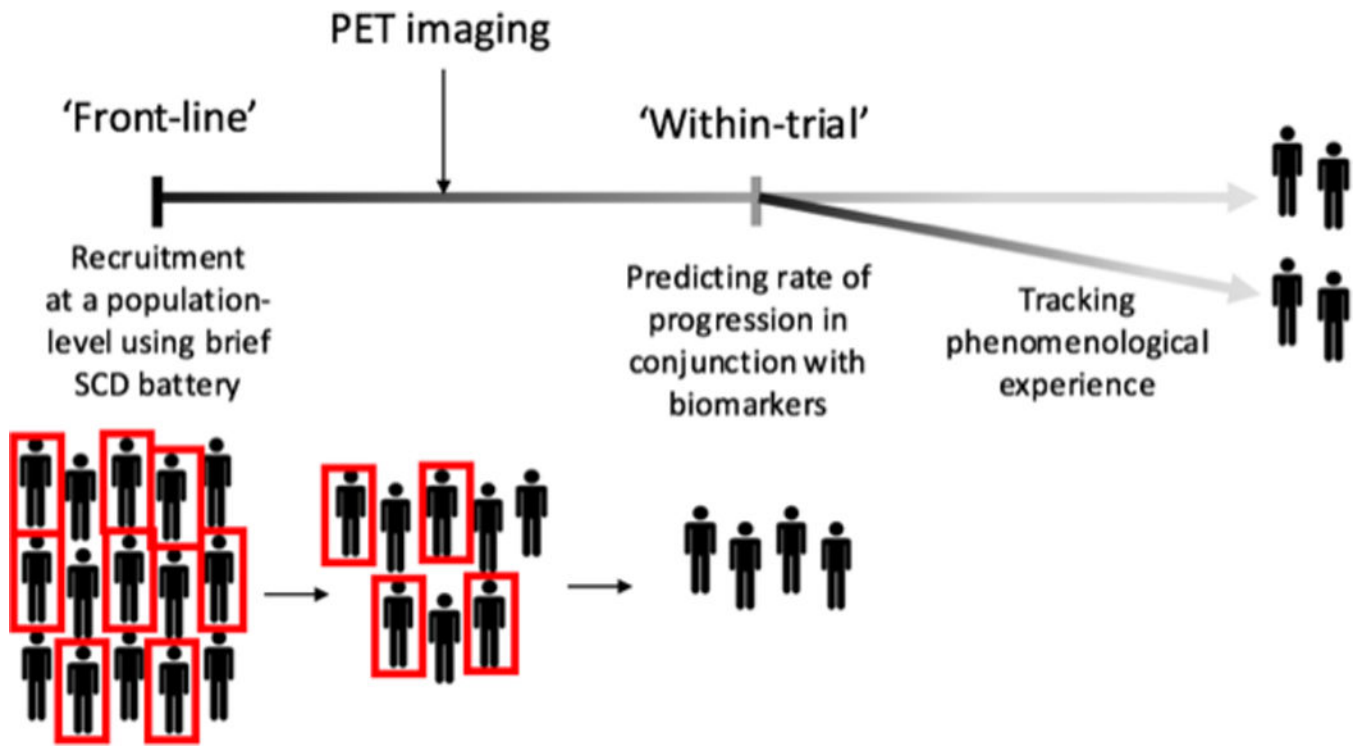 PET imaging
‘Front-line’
‘Within-trial’
Recruitment
at a population-
level using brief
SCD battery
Predicting rate of
progression in
conjunction with
biomarkers
Tracking
phenomenological
experience